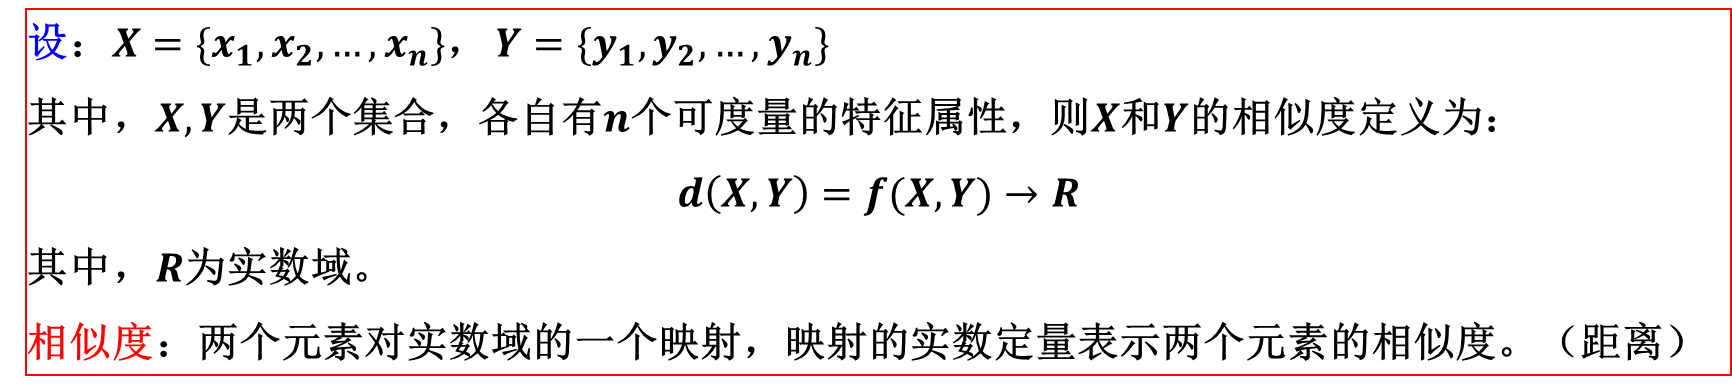 设：X = {x₁, x₂, …, xₙ}， Y = {y₁, y₂, …, yₙ}
其中，X, Y是两个集合，各自有n个可度量的特征属性，则X和Y的相似度定义为：
d(X, Y) = f(X, Y) → R
其中，R为实数域。
相似度：两个元素对实数域的一个映射，映射的实数定量表示两个元素的相似度。（距离）